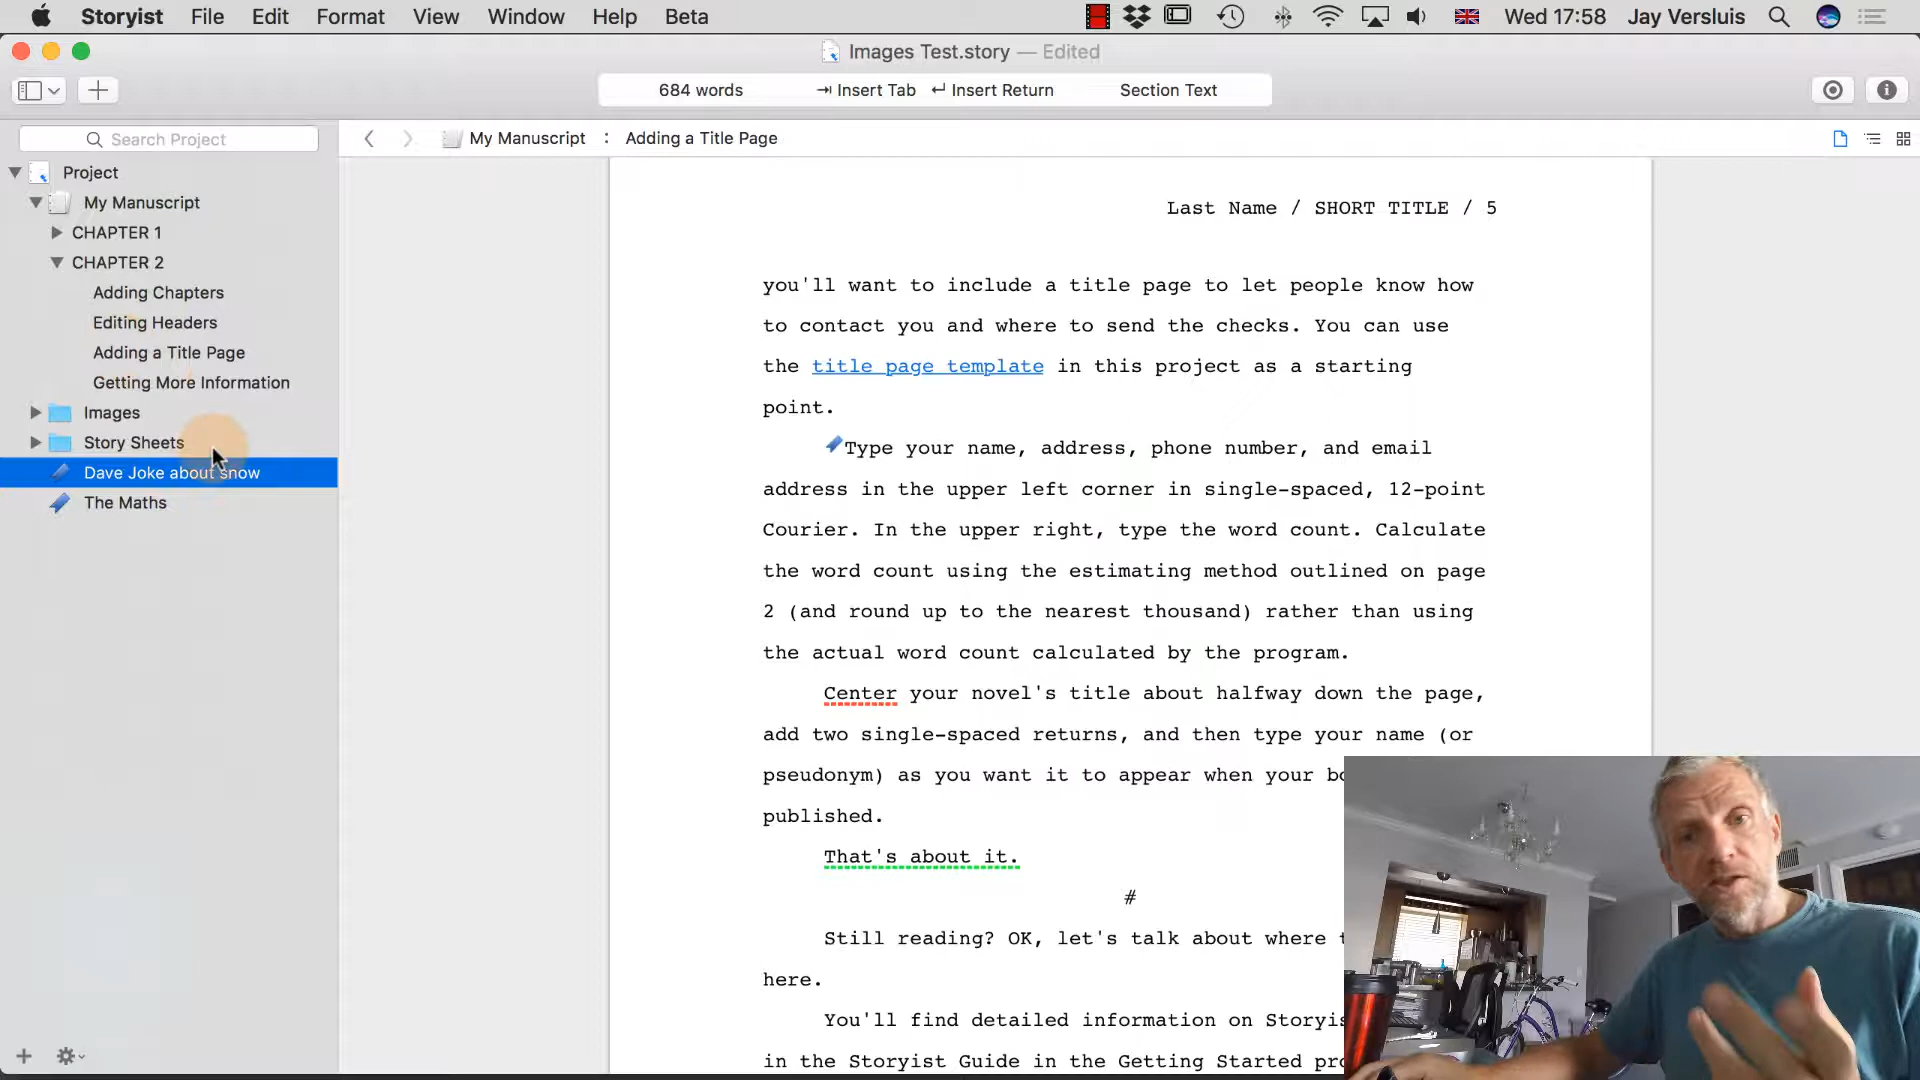 Storyist File Edit Format View Window Help Beta Wed 17:58 Jay Versluis
Images Test.story — Edited
684 words Insert Tab Insert Return Section Text
Search Project
My Manuscript : Adding a Title Page
Project
My Manuscript
CHAPTER 1
CHAPTER 2
Adding Chapters
Editing Headers
Adding a Title Page
Getting More Information
Images
Story Sheets
Dave Joke about snow
The Maths
Last Name / SHORT TITLE / 5
you'll want to include a title page to let people know how
to contact you and where to send the checks. You can use
the title page template in this project as a starting
point.
Type your name, address, phone number, and email
address in the upper left corner in single-spaced, 12-point
Courier. In the upper right, type the word count. Calculate
the word count using the estimating method outlined on page
2 (and round up to the nearest thousand) rather than using
the actual word count calculated by the program.
Center your novel's title about halfway down the page,
add two single-spaced returns, and then type your name (or
pseudonym) as you want it to appear when your
published.
That's about it.
#
Still reading? OK, let's talk about where
here.
You'll find detailed information on
in the Storyist Guide in the Getting Started